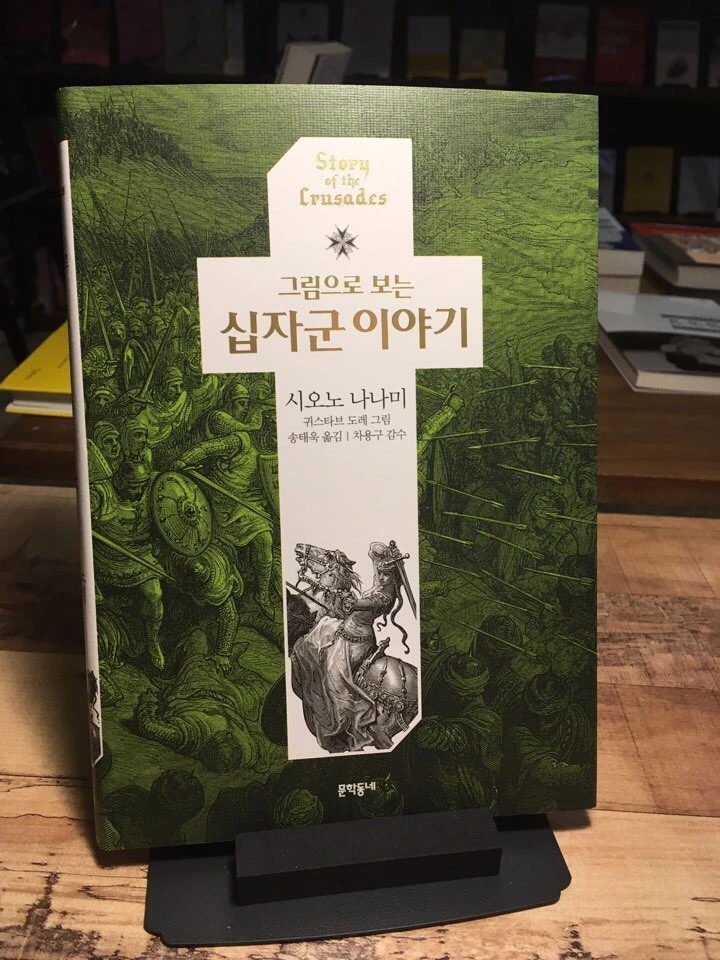 Story
of the
Crusades
그림으로 보는
십자군 이야기
시오노 나나미
귀스타브 도레 그림
송태욱 옮김 | 차용구 감수
문학동네